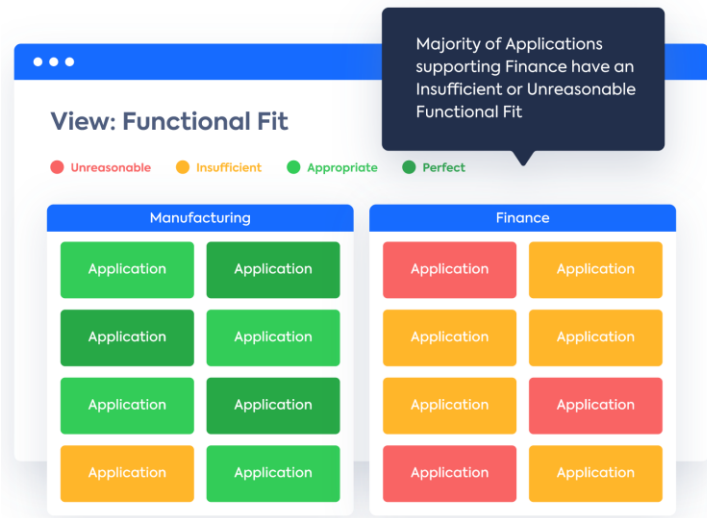 Majority of Applications
supporting Finance have an
Insufficient or Unreasonable
Functional Fit
View: Functional Fit
Unreasonable Insufficient Appropriate Perfect
Manufacturing Finance
Application Application Application Application
Application Application Application Application
Application Application Application Application
Application Application Application Application